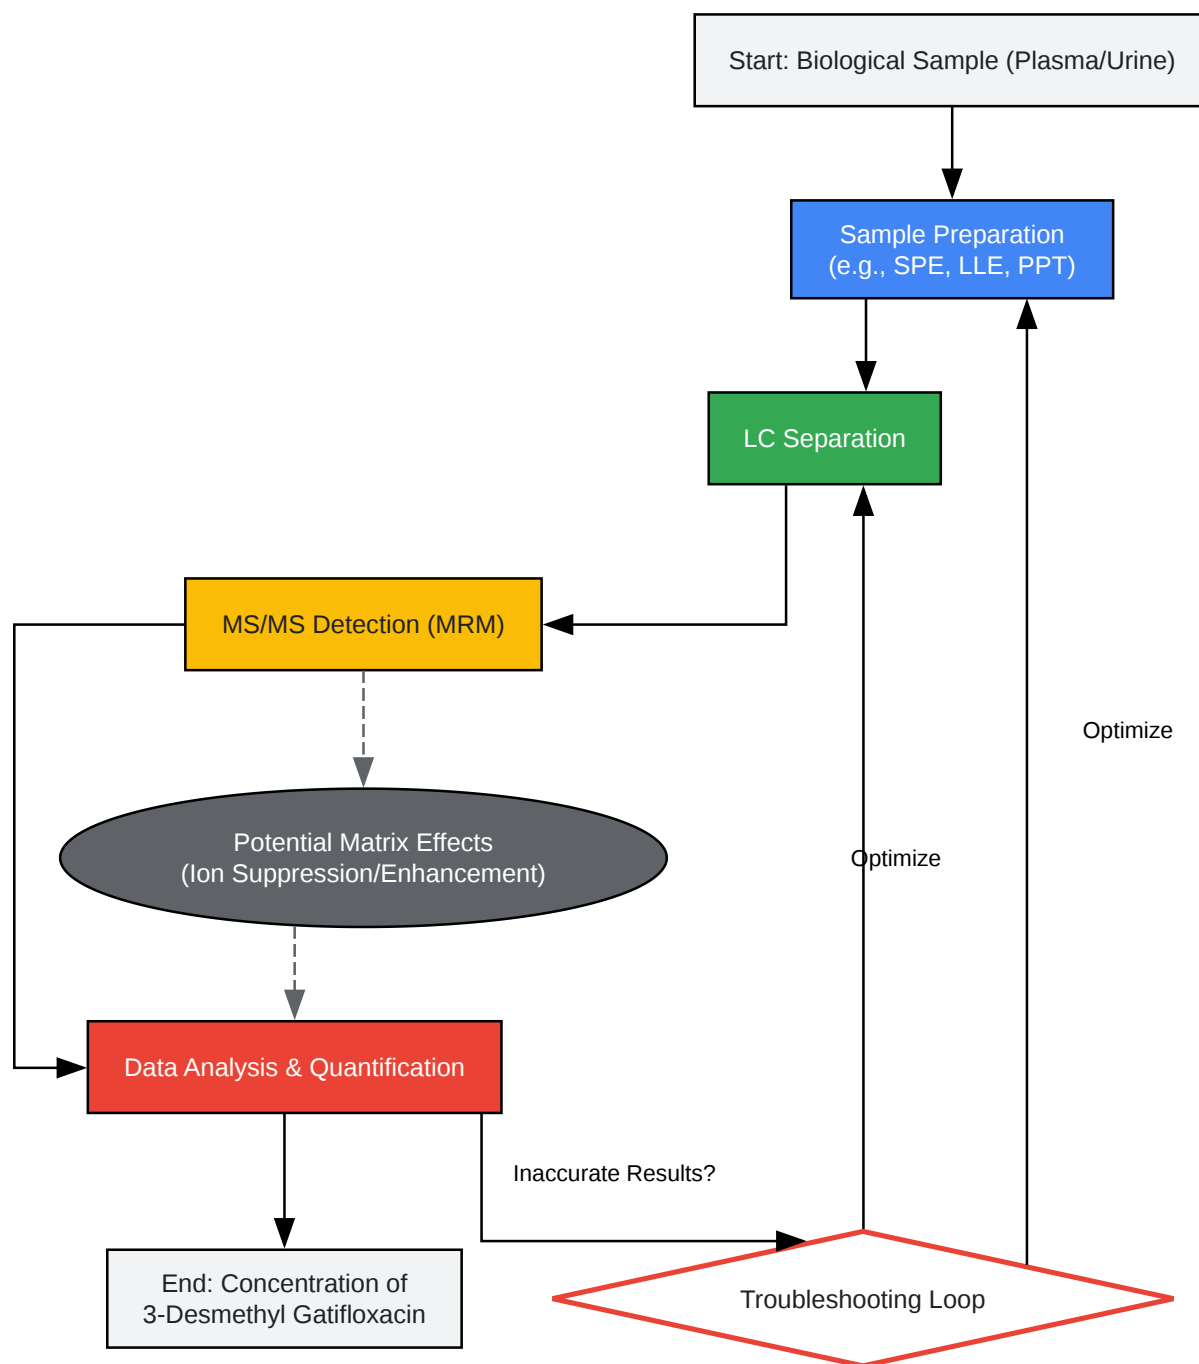 Start: Biological Sample (Plasma/Urine)
Sample Preparation
(e.g., SPE, LLE, PPT)
LC Separation
MS/MS Detection (MRM)
Optimize
Potential Matrix Effects
(Ion Suppression/Enhancement)
Optimize
Data Analysis & Quantification
Inaccurate Results?
End: Concentration of
3-Desmethyl Gatifloxacin
Troubleshooting Loop